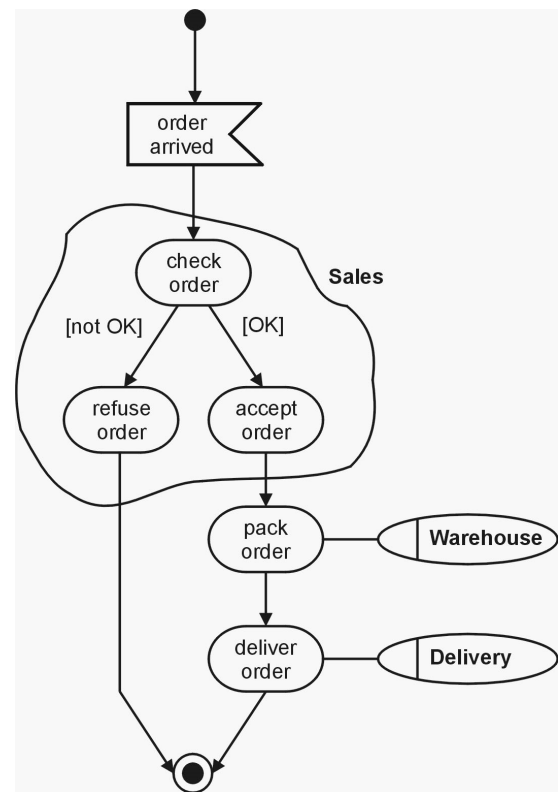 order
arrived
check
order
Sales
[not OK]
[OK]
refuse
order
accept
order
pack
order
Warehouse
deliver
order
Delivery